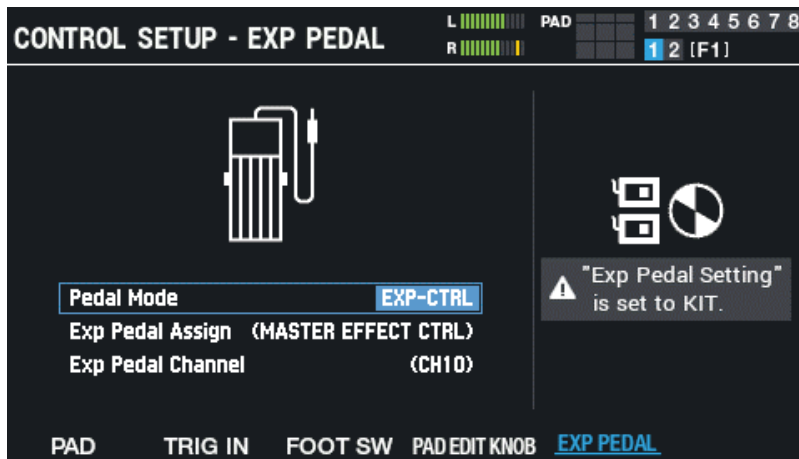 CONTROL SETUP - EXP PEDAL
L
R
PAD
1 2 3 4 5 6 7 8
1 2 [F1]
Pedal Mode EXP-CTRL
Exp Pedal Assign (MASTER EFFECT CTRL)
Exp Pedal Channel (CH10)
"Exp Pedal Setting"
is set to KIT.
PAD TRIG IN FOOT SW PAD EDIT KNOB EXP PEDAL